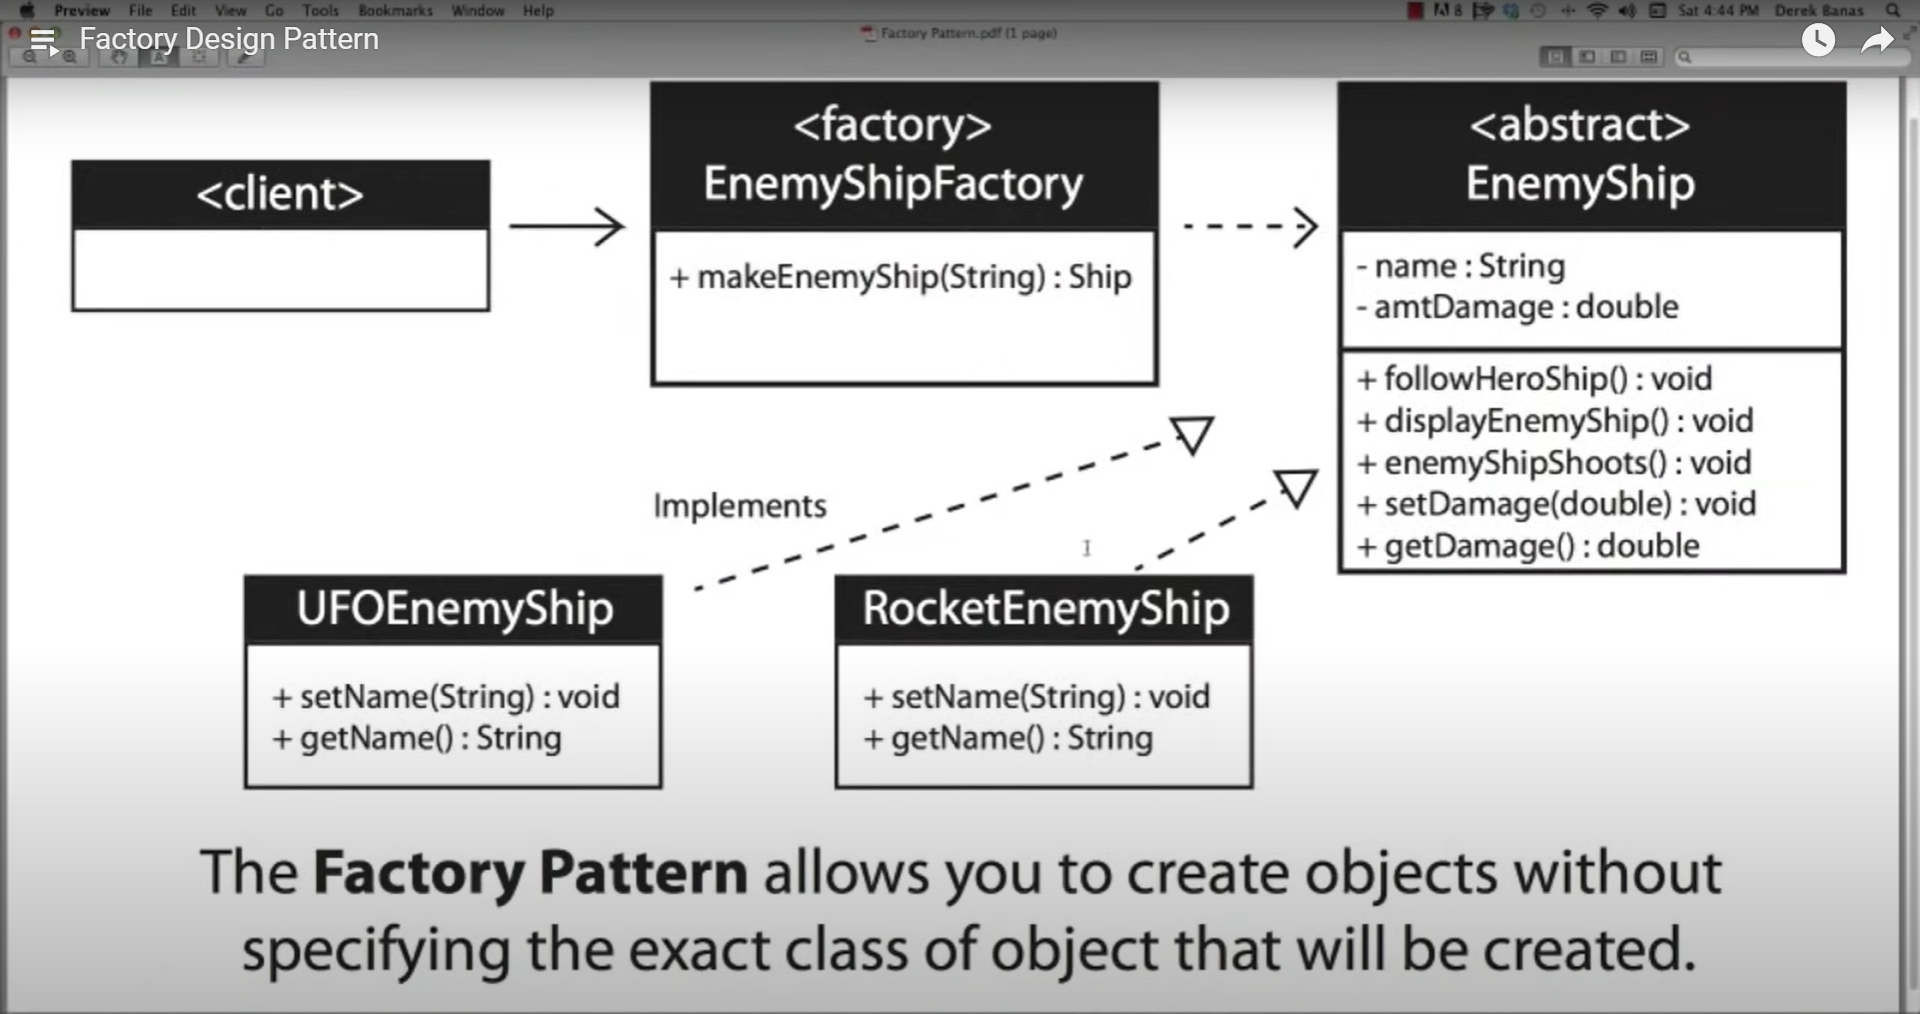 Preview File Edit View Go Tools Bookmarks Window Help
8 Sat 4:44 PM Derek Banas
Factory Design Pattern
Factory Pattern.pdf (1 page)
<client>
<factory>
EnemyShipFactory
+ makeEnemyShip(String) : Ship
<abstract>
EnemyShip
- name : String
- amtDamage : double
+ followHeroShip() : void
+ displayEnemyShip() : void
+ enemyShipShoots() : void
+ setDamage(double) : void
+ getDamage() : double
Implements
UFOEnemyShip
+ setName(String) : void
+ getName() : String
RocketEnemyShip
+ setName(String) : void
+ getName() : String
The Factory Pattern allows you to create objects without
specifying the exact class of object that will be created.